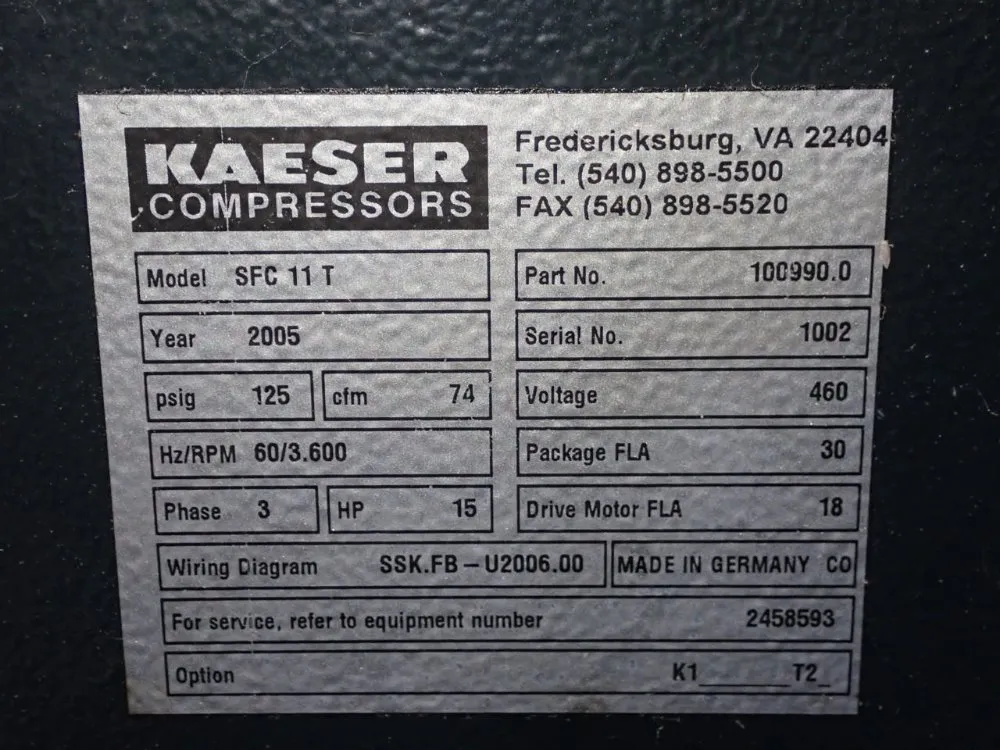 KAESER
COMPRESSORS
Fredericksburg, VA 22404
Tel. (540) 898-5500
FAX (540) 898-5520
Model SFC 11 T
Part No. 100990.0
Year 2005
Serial No. 1002
psig 125 cfm 74
Voltage 460
Hz/RPM 60/3.600
Package FLA 30
Phase 3 HP 15
Drive Motor FLA 18
Wiring Diagram SSK.FB – U2006.00 MADE IN GERMANY CO
For service, refer to equipment number 2458593
Option K1_______T2_